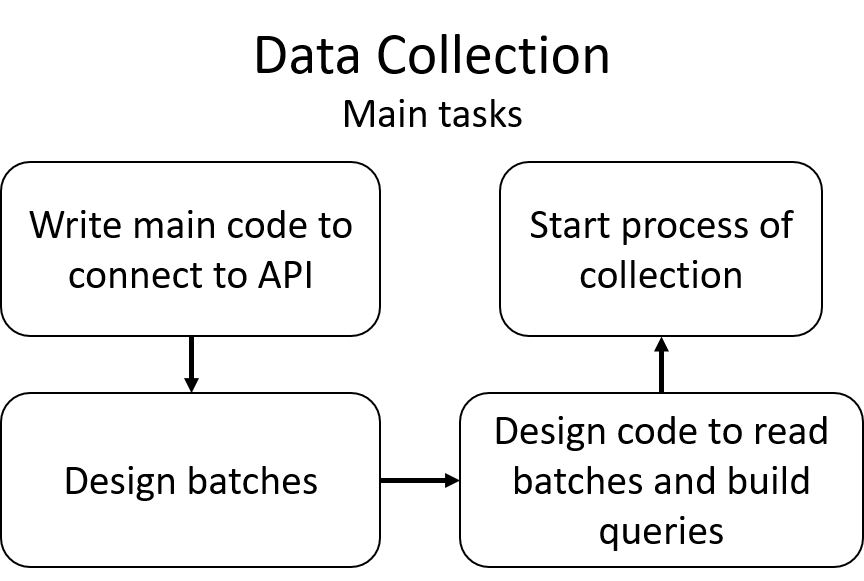 Data Collection
Main tasks
Write main code to
connect to API
Design batches
Design code to read
batches and build
queries
Start process of
collection